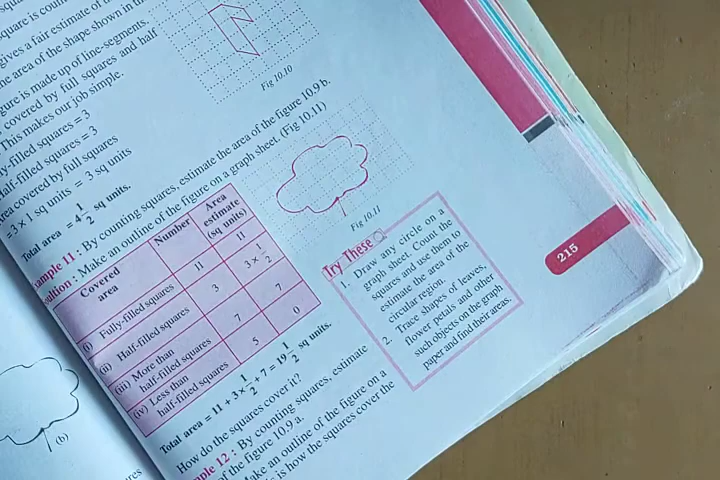 square is
gives a fair estimate of
the area of the shape shown in the
gure is made up of line-segments.
covered by full squares and half
This makes our job simple.
y-filled squares = 3
alf-filled squares = 3
area covered by full squares
3 × 1 sq units = 3 sq units
Total area = 4 1/2 sq units.
Fig 10.10
ample 11 : By counting squares, estimate the area of the figure 10.9 b.
ution : Make an outline of the figure on a graph sheet. (Fig 10.11)
Covered area
Number
Area estimate (sq units)
(i) Fully-filled squares
11
11
(ii) Half-filled squares
3
3 × 1/2
(iii) More than half-filled squares
7
7
(iv) Less than half-filled squares
5
0
Total area = 11 + 3 × 1/2 + 7 = 19 1/2 sq units.
Fig 10.11
Try These
1. Draw any circle on a
graph sheet. Count the
squares and use them to
estimate the area of the
circular region.
2. Trace shapes of leaves,
flower petals and other
such objects on the graph
paper and find their areas.
How do the squares cover it?
ple 12 : By counting squares, estimate
of the figure 10.9 a.
ake an outline of the figure on a
is how the squares cover the
215
(b)